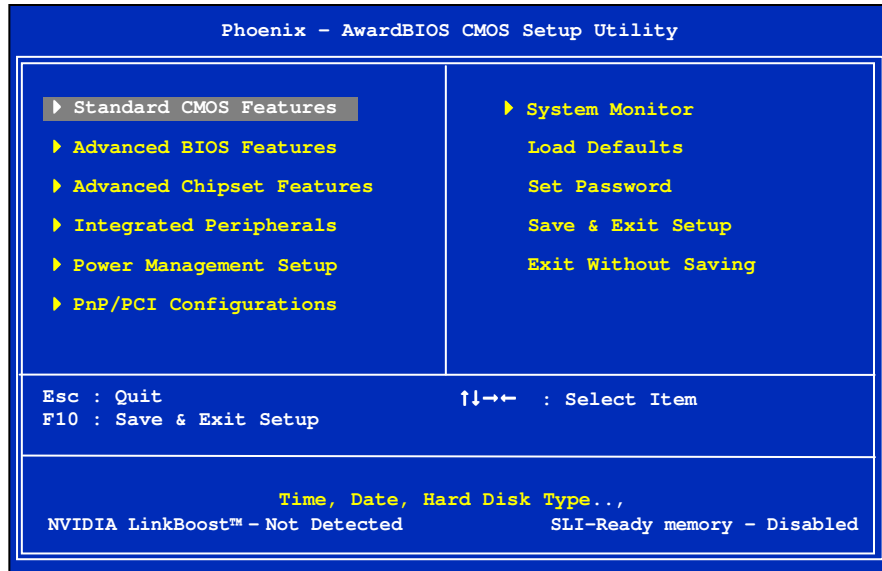 Phoenix – AwardBIOS CMOS Setup Utility
Standard CMOS Features
Advanced BIOS Features
Advanced Chipset Features
Integrated Peripherals
Power Management Setup
PnP/PCI Configurations
System Monitor
Load Defaults
Set Password
Save & Exit Setup
Exit Without Saving
Esc : Quit
F10 : Save & Exit Setup
↑↓→← : Select Item
Time, Date, Hard Disk Type..,
NVIDIA LinkBoost™ – Not Detected
SLI–Ready memory – Disabled